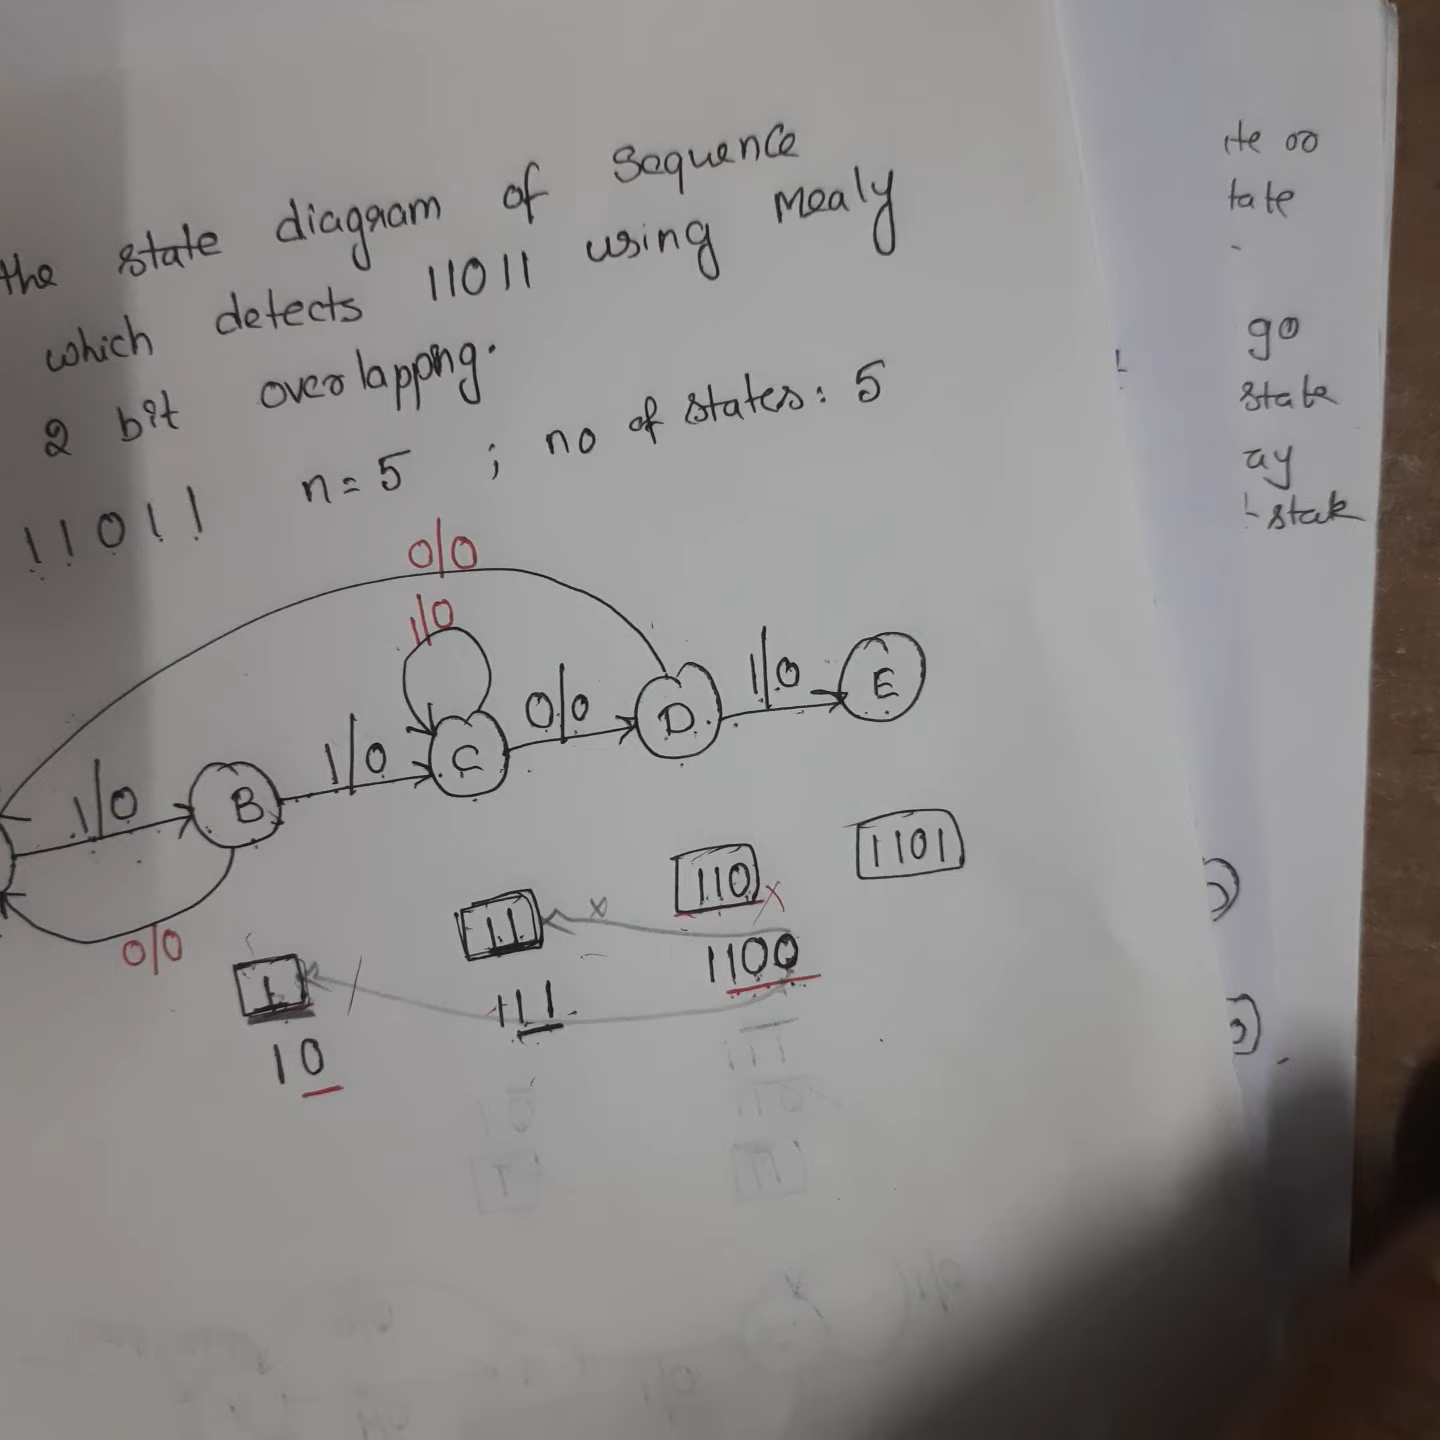 the state diagram of Sequence
which detects 11011 using mealy
2 bit overlapping.
11011 n=5 ; no of states: 5
0/0
1/0
1/0 B 1/0 C 0/0 D 1/0 E
0/0
1 11 110 1101
10 111 1100
ite oo
tate
go
state
ay
state